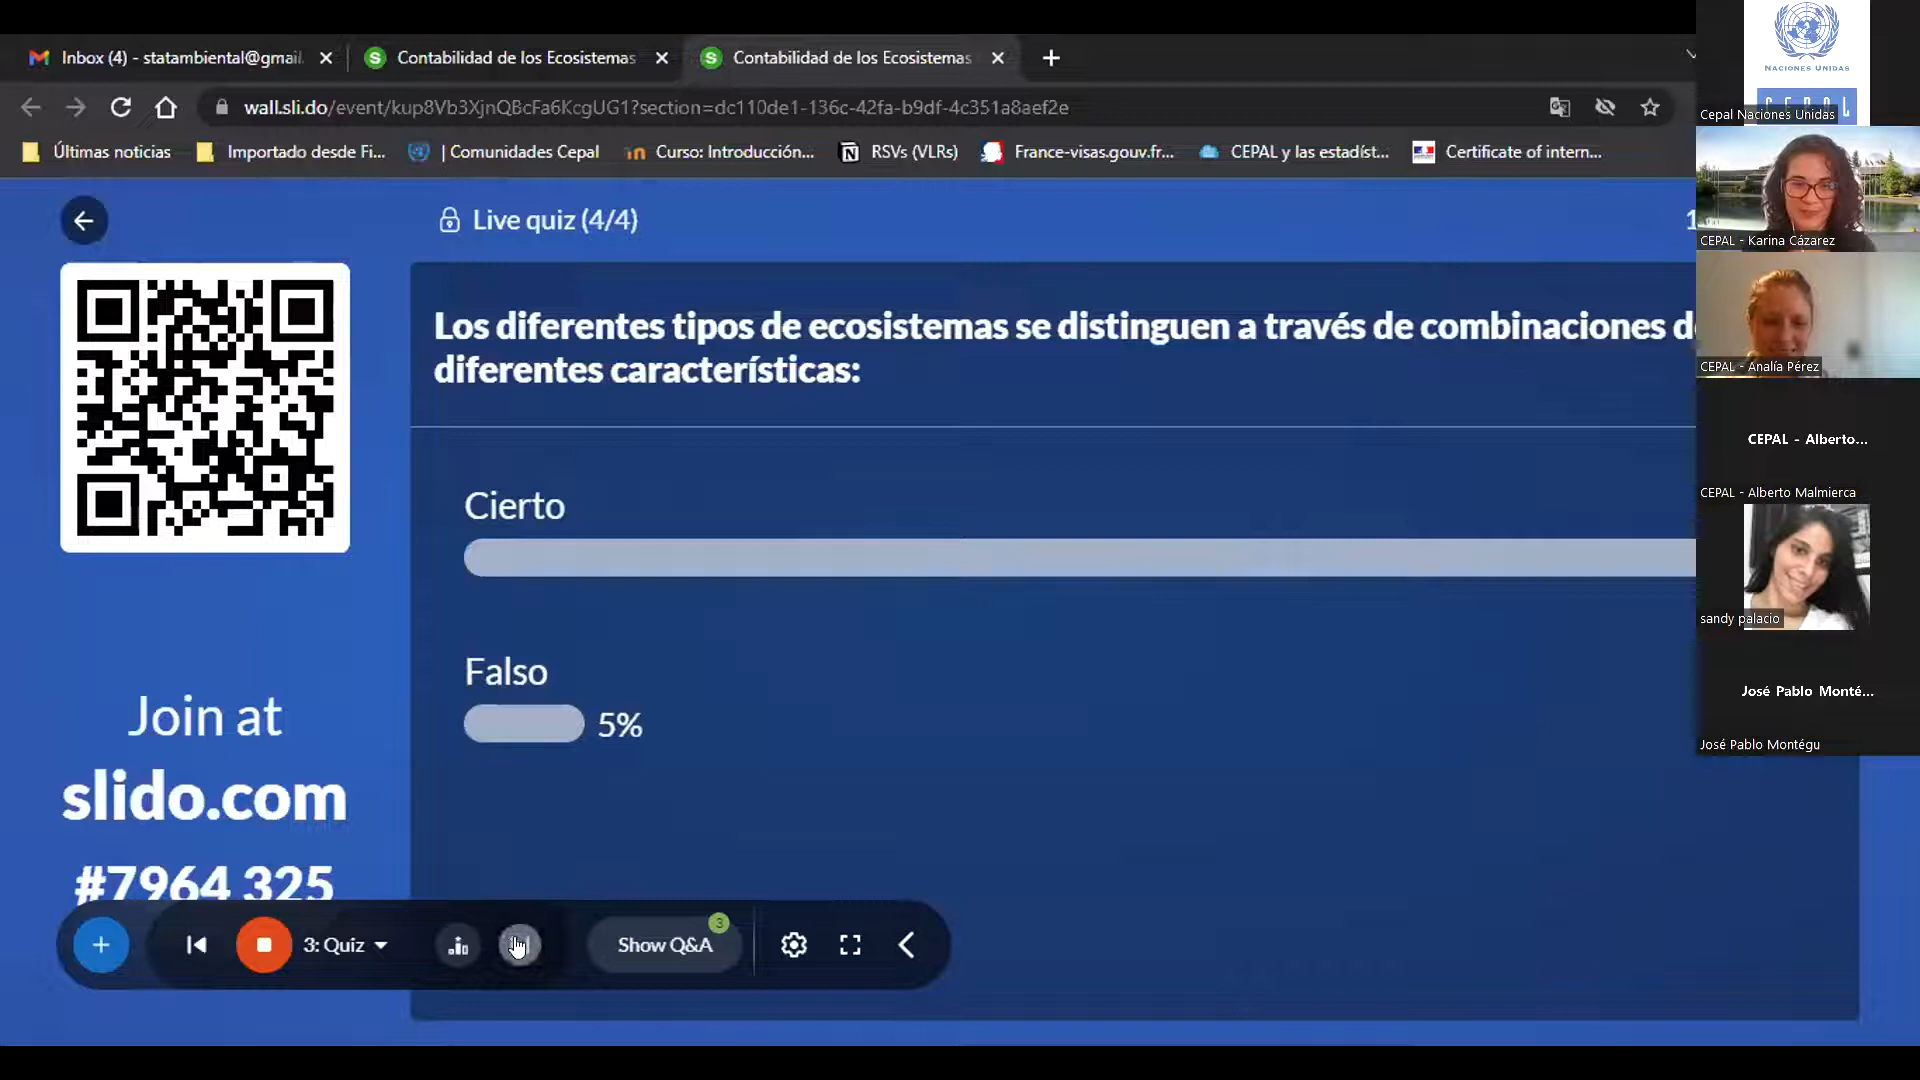 Inbox (4) - statambiental@gmail.
Contabilidad de los Ecosistemas
Contabilidad de los Ecosistemas
wall.sli.do/event/kup8Vb3XjnQBcFa6KcgUG1?section=dc110de1-136c-42fa-b9df-4c351a8aef2e
Últimas noticias
Importado desde Fi...
| Comunidades Cepal
Curso: Introducción...
RSVs (VLRs)
France-visas.gouv.fr...
CEPAL y las estadíst...
Certificate of intern...
Live quiz (4/4)
Los diferentes tipos de ecosistemas se distinguen a través de combinaciones
diferentes características:
Cierto
Falso
5%
Join at
slido.com
#7964 325
3: Quiz
Show Q&A
3
NACIONES UNIDAS
CEPAL
Cepal Naciones Unidas
CEPAL - Karina Cázarez
CEPAL - Analía Pérez
CEPAL - Alberto...
CEPAL - Alberto Malmierca
sandy palacio
José Pablo Monté...
José Pablo Montégu